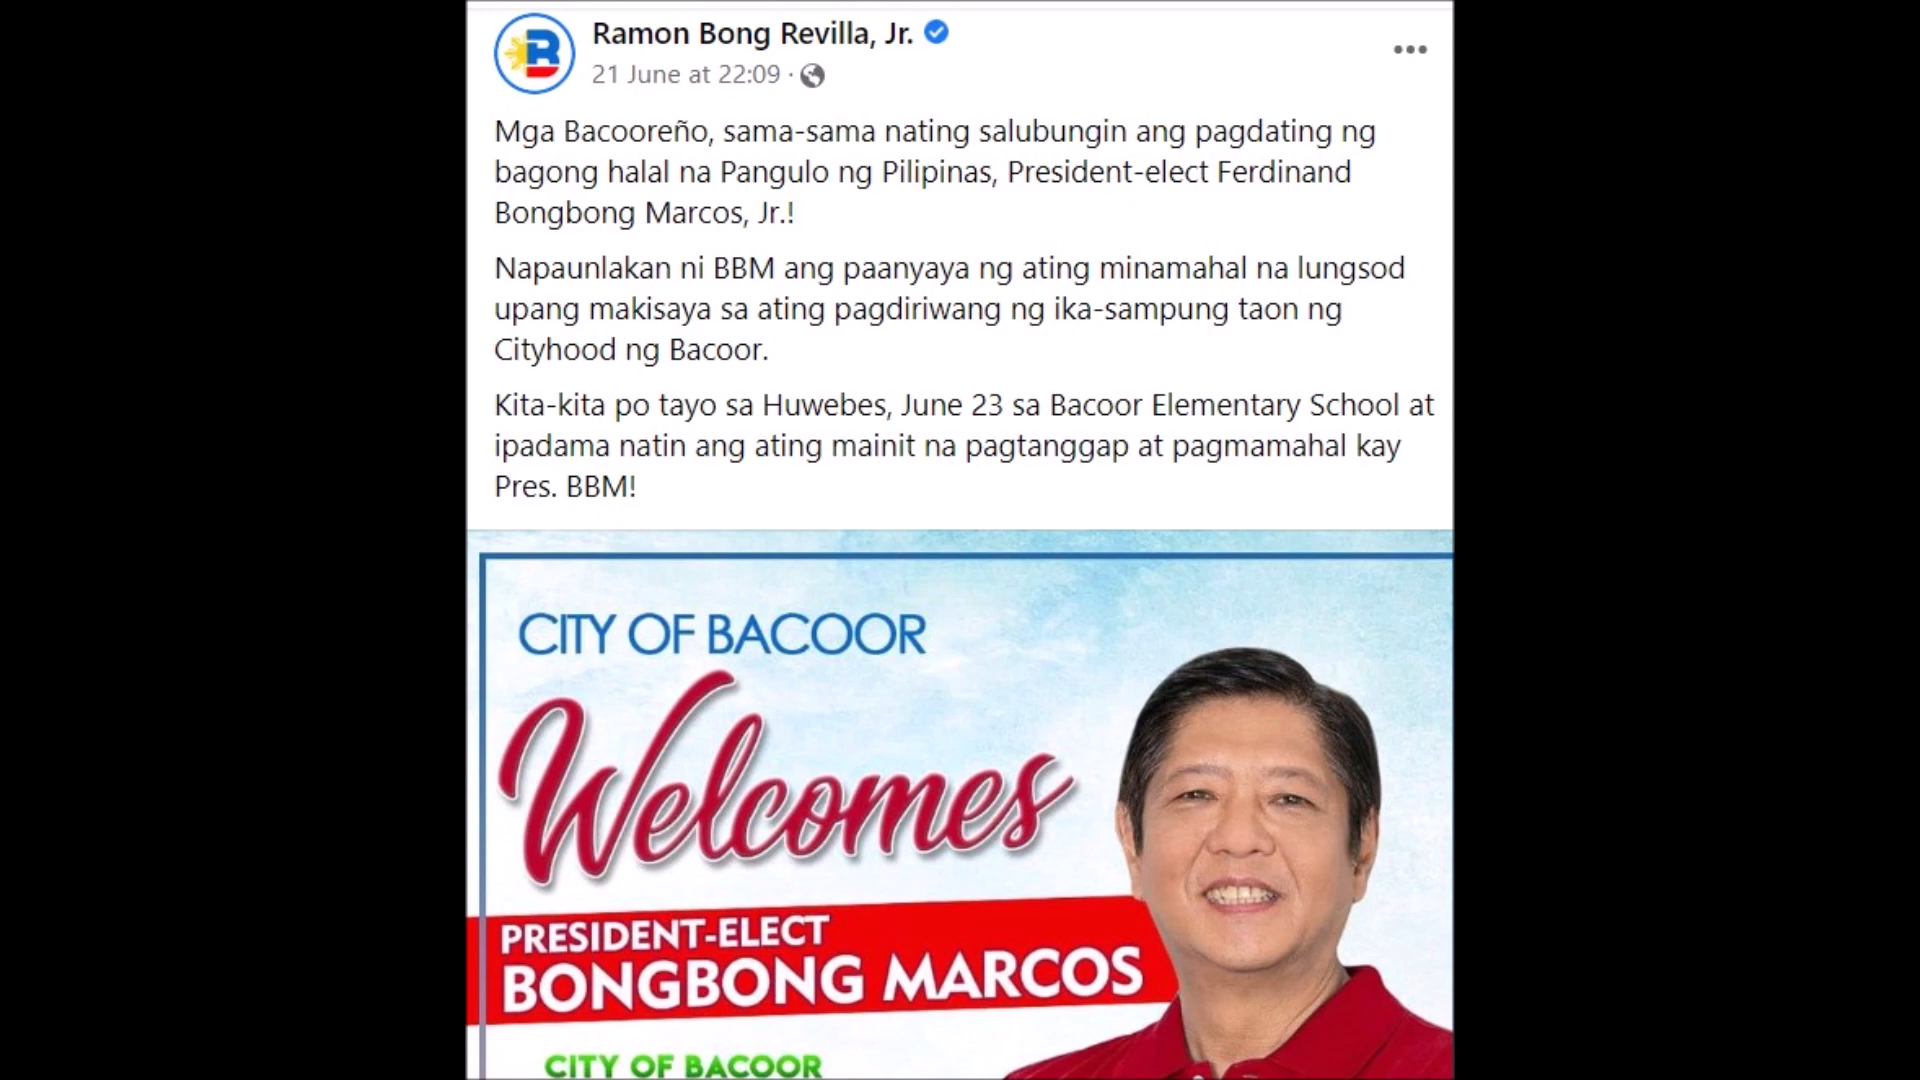 Ramon Bong Revilla, Jr.
21 June at 22:09 ·
Mga Bacooreño, sama-sama nating salubungin ang pagdating ng
bagong halal na Pangulo ng Pilipinas, President-elect Ferdinand
Bongbong Marcos, Jr.!
Napaunlakan ni BBM ang paanyaya ng ating minamahal na lungsod
upang makisaya sa ating pagdiriwang ng ika-sampung taon ng
Cityhood ng Bacoor.
Kita-kita po tayo sa Huwebes, June 23 sa Bacoor Elementary School at
ipadama natin ang ating mainit na pagtanggap at pagmamahal kay
Pres. BBM!
CITY OF BACOOR
Welcomes
PRESIDENT-ELECT
BONGBONG MARCOS
CITY OF BACOOR